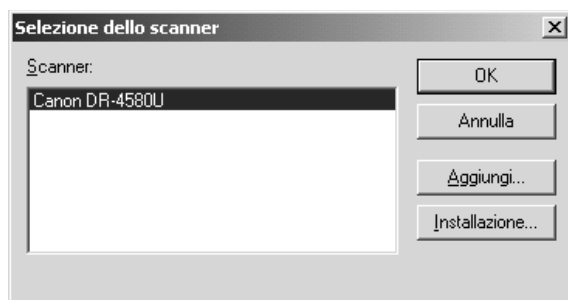 Selezione dello scanner
Scanner:
Canon DR-4580U
OK
Annulla
Aggiungi...
Installazione...